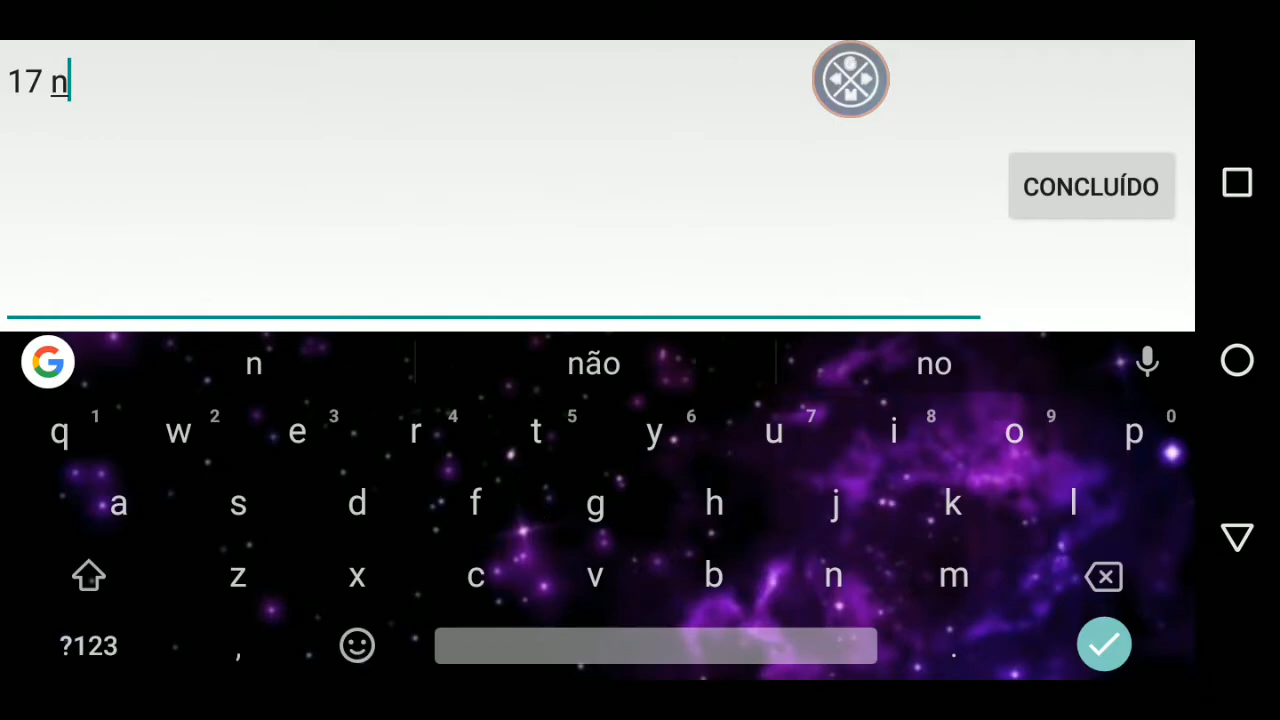 17 n
CONCLUÍDO
n não no
q 1 w 2 e 3 r 4 t 5 y 6 u 7 i 8 o 9 p 0
a s d f g h j k l
z x c v b n m
?123 , .